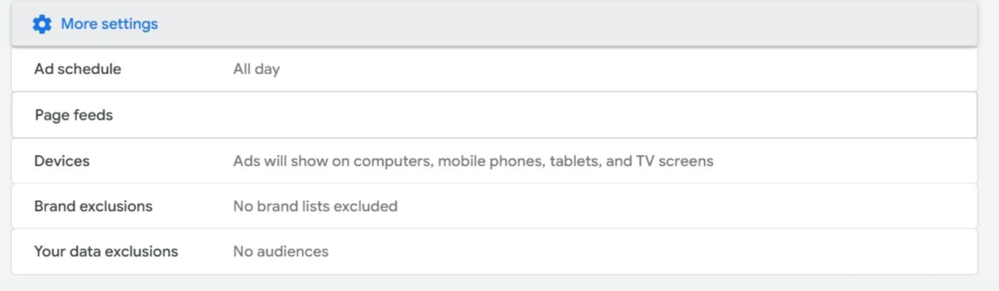 More settings
Ad schedule All day
Page feeds
Devices Ads will show on computers, mobile phones, tablets, and TV screens
Brand exclusions No brand lists excluded
Your data exclusions No audiences